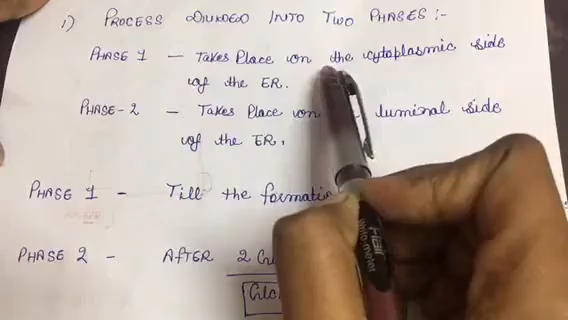 1) PROCESS DIVIDED INTO TWO PHASES :-
PHASE 1 - Takes Place on the cytoplasmic side
of the ER.
PHASE-2 - Takes Place on luminal side
of the ER.
PHASE 1 - Till the
PHASE 2 - AFTER 2